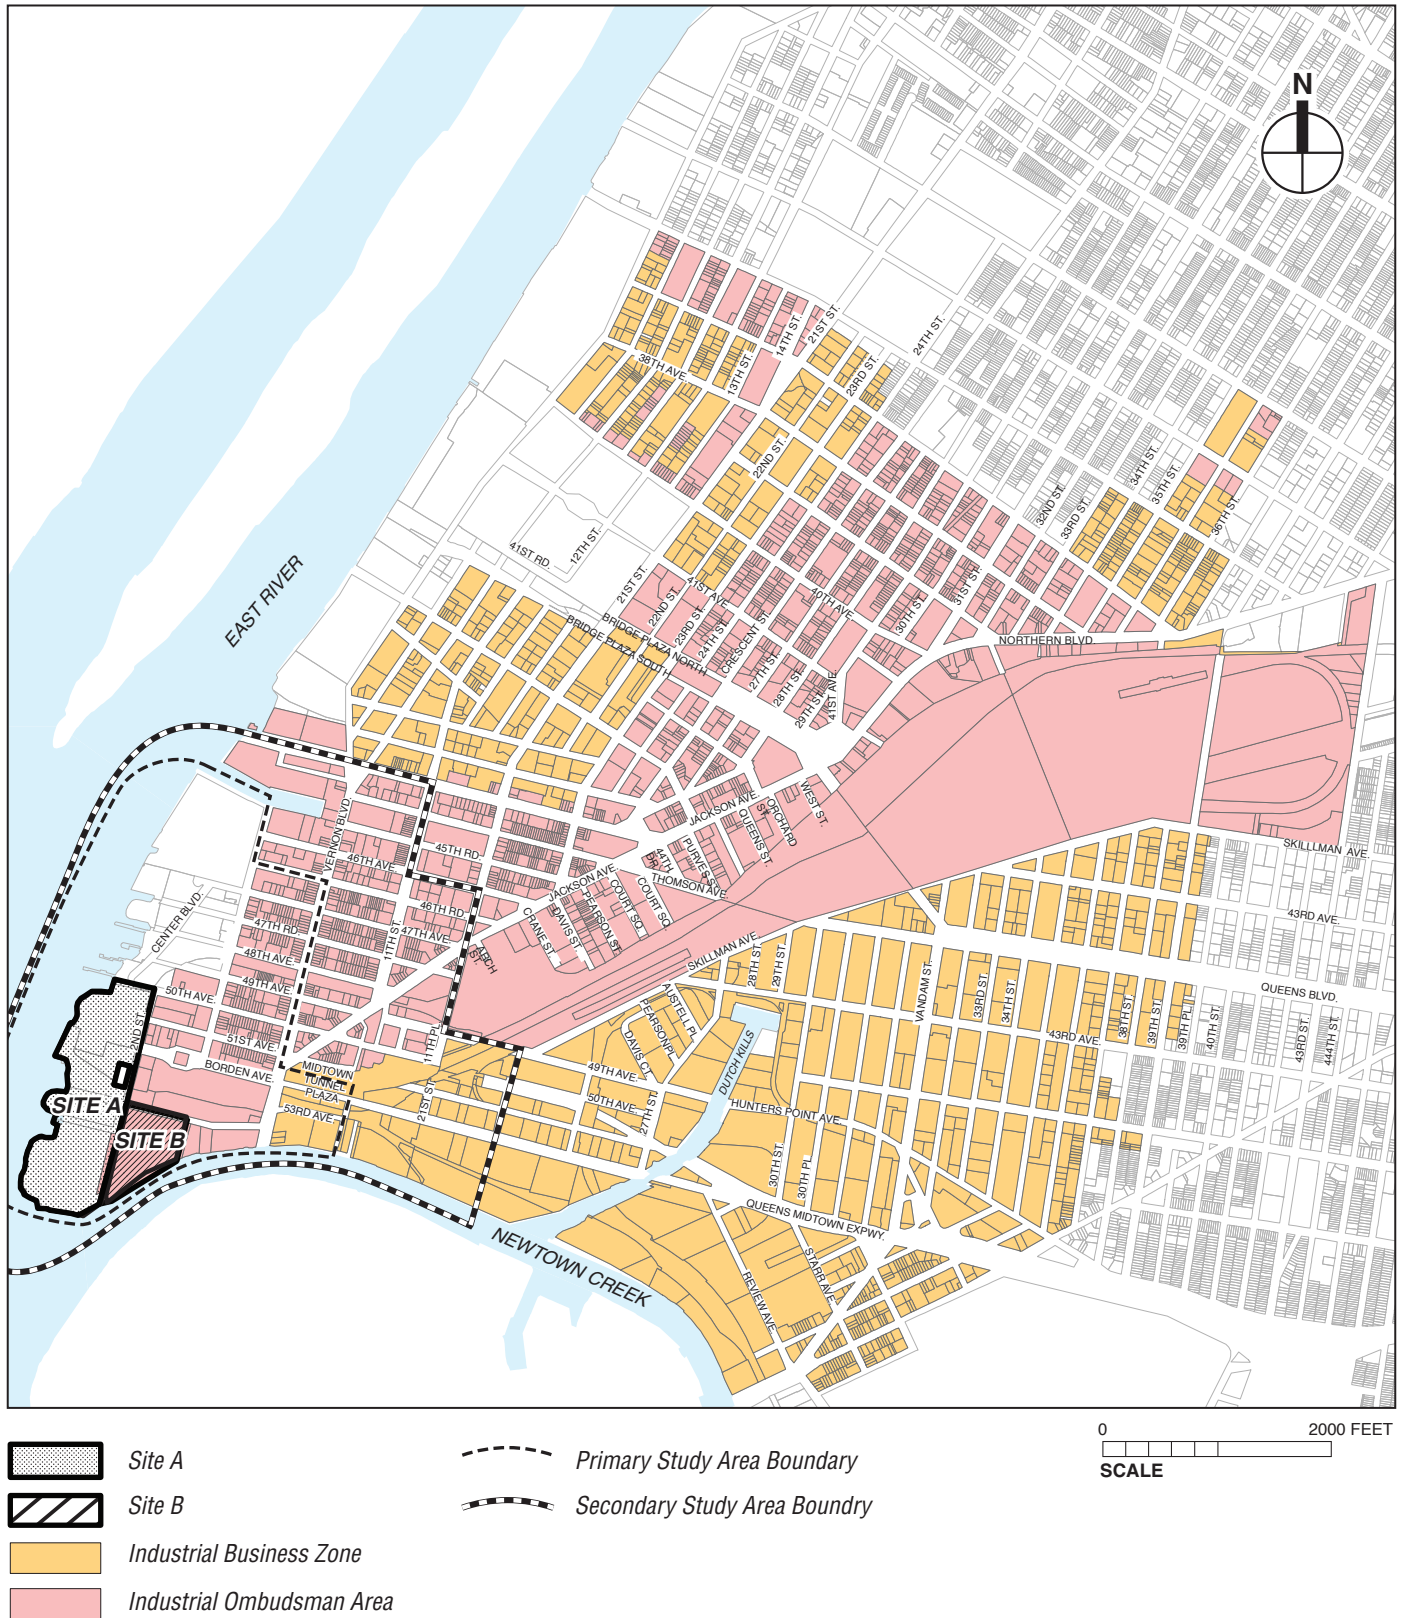 N
14TH ST.
21ST ST.
24TH ST.
38TH AVE.
13TH ST.
23RD ST.
22ND ST.
34TH ST.
35TH ST.
32ND ST.
33RD ST.
36TH ST.
41ST RD.
12TH ST.
EAST RIVER
21ST ST.
22ND ST.
41ST AVE
23RD ST.
24TH ST.
CRESCENT ST.
40TH AVE.
30TH ST.
31ST ST.
BRIDGE PLAZA NORTH
BRIDGE PLAZA SOUTH
27TH ST.
28TH ST.
29TH ST.
41ST AVE.
NORTHERN BLVD.
JACKSON AVE.
QUEENS ST.
ORCHARD
ST.
WEST ST.
VERNON BLVD.
46TH AVE.
45TH RD.
44TH
DR.
PURVES ST.
THOMSON AVE.
JACKSON AVE.
46TH RD.
COURT SQ.
COURT SQ.
PEARSON ST.
DAVIS ST.
CRANE ST.
SKILLLMAN AVE.
43RD AVE.
CENTER BLVD.
47TH RD.
47TH AVE.
11TH ST.
48TH AVE.
49TH AVE.
ARCH
ST.
SKILLMAN AVE.
28TH ST.
29TH ST.
VANDAM ST.
33RD ST.
34TH ST.
QUEENS BLVD.
50TH AVE.
2ND ST.
51ST AVE.
BORDEN AVE.
11TH PL.
AUSTELL PL.
PEARSONPL.
DAVIS CT.
DUTCH KILLS
43RD AVE.
38TH ST.
39TH ST.
39TH PL.
40TH ST.
43RD ST.
444TH ST.
MIDTOWN
TUNNEL
PLAZA
53RD AVE.
21ST ST.
49TH AVE.
50TH AVE.
27TH ST.
HUNTERS POINT AVE.
SITE A
SITE B
30TH ST.
30TH PL.
QUEENS MIDTOWN EXPWY.
NEWTOWN CREEK
STARR AVE.
REVIEW AVE.
0 2000 FEET
SCALE
Site A
Site B
Industrial Business Zone
Industrial Ombudsman Area
Primary Study Area Boundary
Secondary Study Area Boundry